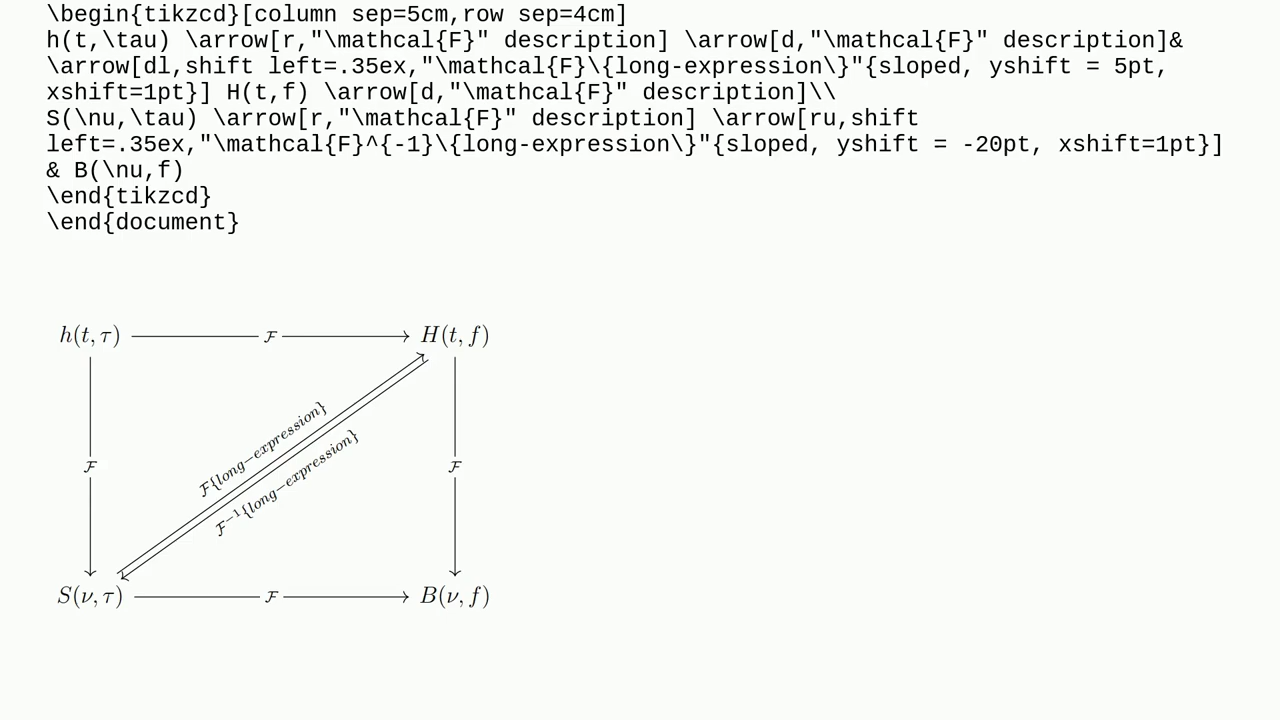 \begin{tikzcd}[column sep=5cm,row sep=4cm]
h(t,\tau) \arrow[r,"\mathcal{F}" description] \arrow[d,"\mathcal{F}" description]&
\arrow[dl,shift left=.35ex,"\mathcal{F}\{long-expression\}"{sloped, yshift = 5pt,
xshift=1pt}] H(t,f) \arrow[d,"\mathcal{F}" description]\\
S(\nu,\tau) \arrow[r,"\mathcal{F}" description] \arrow[ru,shift
left=.35ex,"\mathcal{F}^{-1}\{long-expression\}"{sloped, yshift = -20pt, xshift=1pt}]
& B(\nu,f)
\end{tikzcd}
\end{document}
h(t, τ) ℱ H(t, f)
ℱ{long−expression}
ℱ ℱ
ℱ⁻¹{long−expression}
S(ν, τ) ℱ B(ν, f)